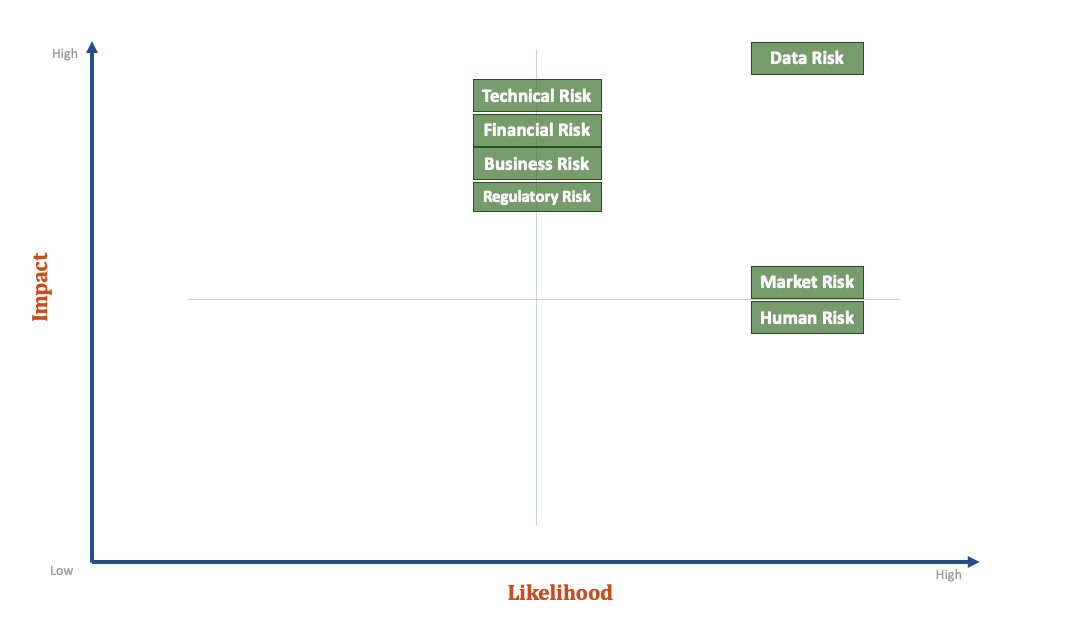 High
Data Risk
Technical Risk
Financial Risk
Business Risk
Regulatory Risk
Impact
Market Risk
Human Risk
Low
High
Likelihood